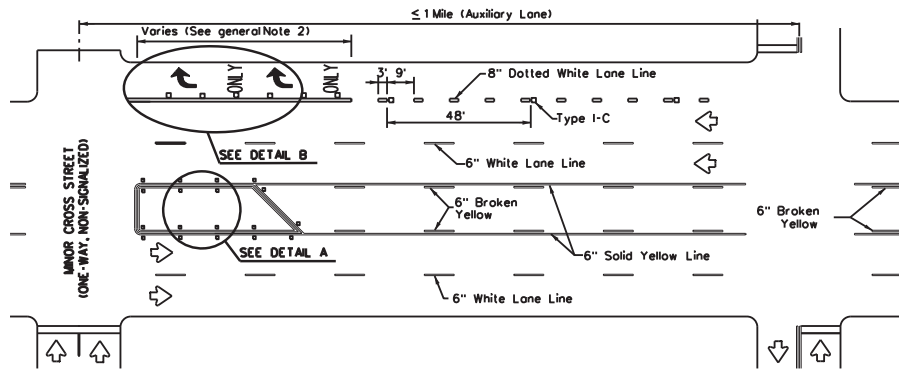 ≤ 1 Mile (Auxiliary Lane)
Varies (See general Note 2)
ONLY
ONLY
3' 9'
8" Dotted White Lane Line
48'
Type I-C
SEE DETAIL B
6" White Lane Line
MINOR CROSS STREET
(ONE-WAY, NON-SIGNALIZED)
6" Broken
Yellow
6" Broken
Yellow
SEE DETAIL A
6" Solid Yellow Line
6" White Lane Line